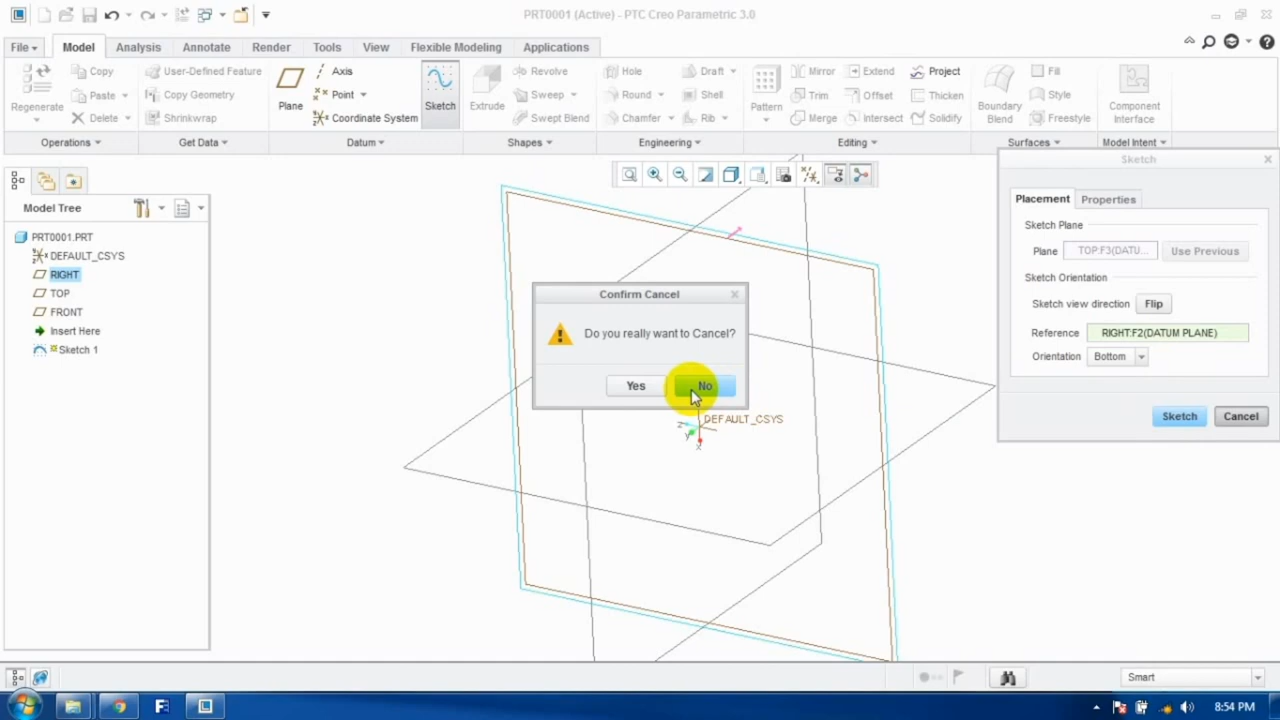 PRT0001 (Active) - PTC Creo Parametric 3.0
File Model Analysis Annotate Render Tools View Flexible Modeling Applications
Regenerate
Copy
Paste
Delete
User-Defined Feature
Copy Geometry
Shrinkwrap
Plane
Axis
Point
Coordinate System
Sketch
Extrude
Revolve
Sweep
Swept Blend
Hole
Round
Chamfer
Draft
Shell
Rib
Pattern
Mirror
Trim
Merge
Extend
Offset
Intersect
Project
Thicken
Solidify
Boundary
Blend
Fill
Style
Freestyle
Component
Interface
Operations Get Data Datum Shapes Engineering Editing Surfaces Model Intent
Model Tree
PRT0001.PRT
DEFAULT_CSYS
RIGHT
TOP
FRONT
Insert Here
Sketch 1
Confirm Cancel
Do you really want to Cancel?
Yes No
DEFAULT_CSYS
z
y
x
Sketch
Placement Properties
Sketch Plane
Plane TOP:F3(DATU... Use Previous
Sketch Orientation
Sketch view direction Flip
Reference RIGHT:F2(DATUM PLANE)
Orientation Bottom
Sketch Cancel
Smart
8:54 PM